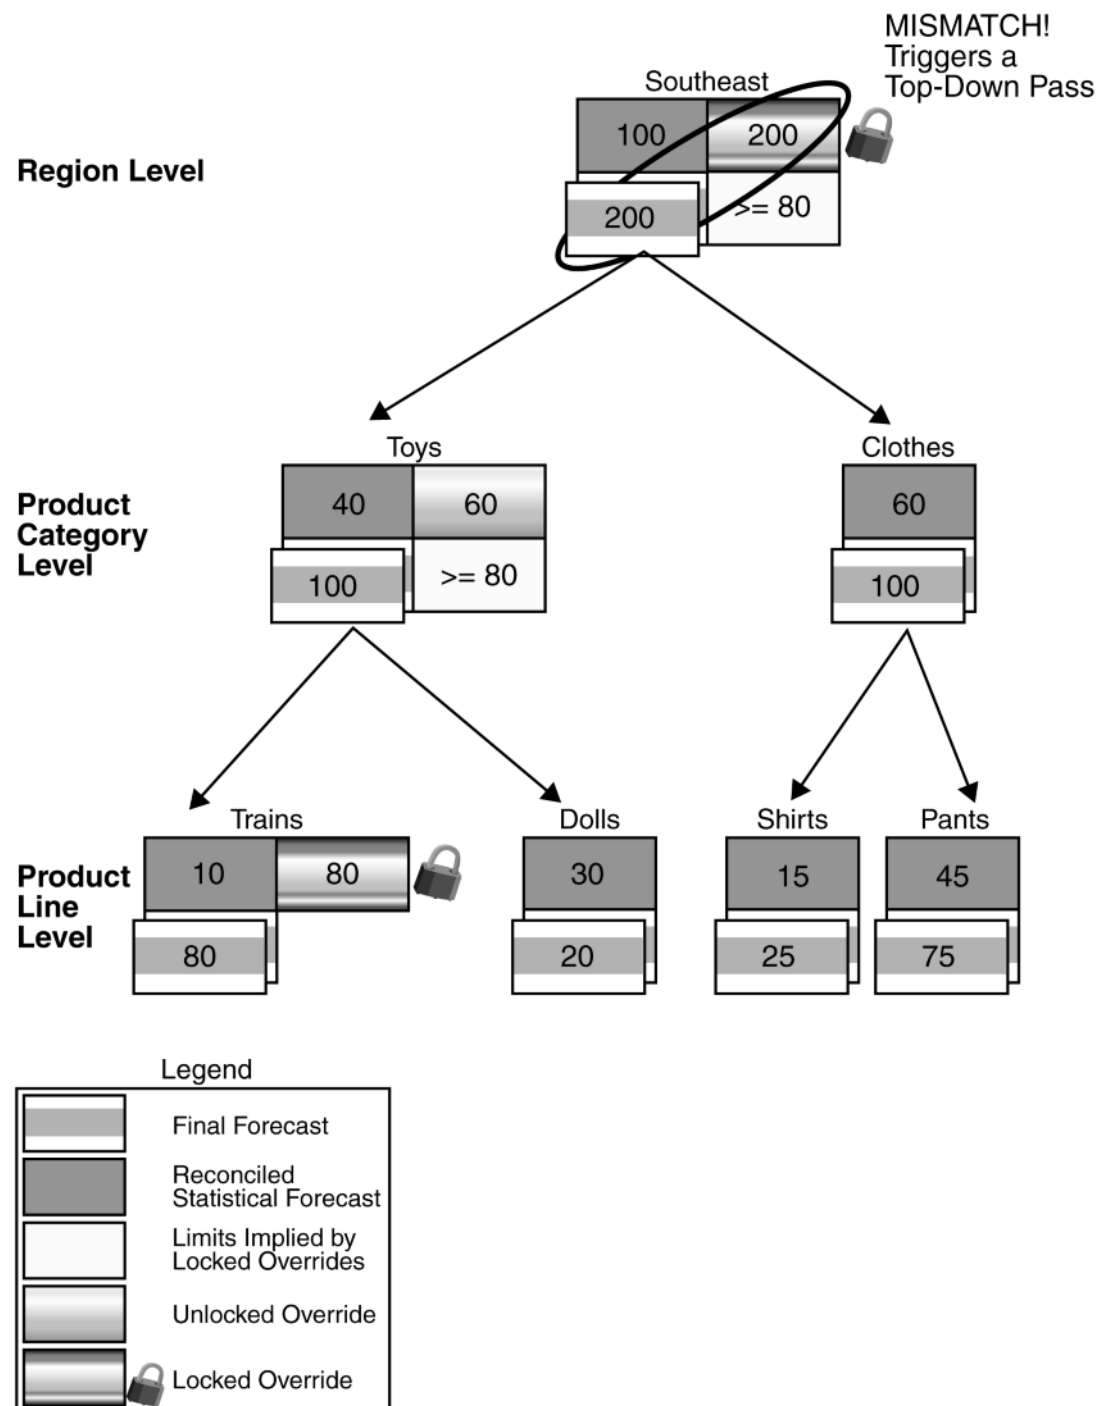 MISMATCH!
Triggers a
Top-Down Pass
Southeast
100
200
Region Level
200
>= 80
Toys
Clothes
Product
Category
Level
40
60
60
100
>= 80
100
Trains
Dolls
Shirts
Pants
Product
Line
Level
10
80
30
15
45
80
20
25
75
Legend
Final Forecast
Reconciled
Statistical Forecast
Limits Implied by
Locked Overrides
Unlocked Override
Locked Override